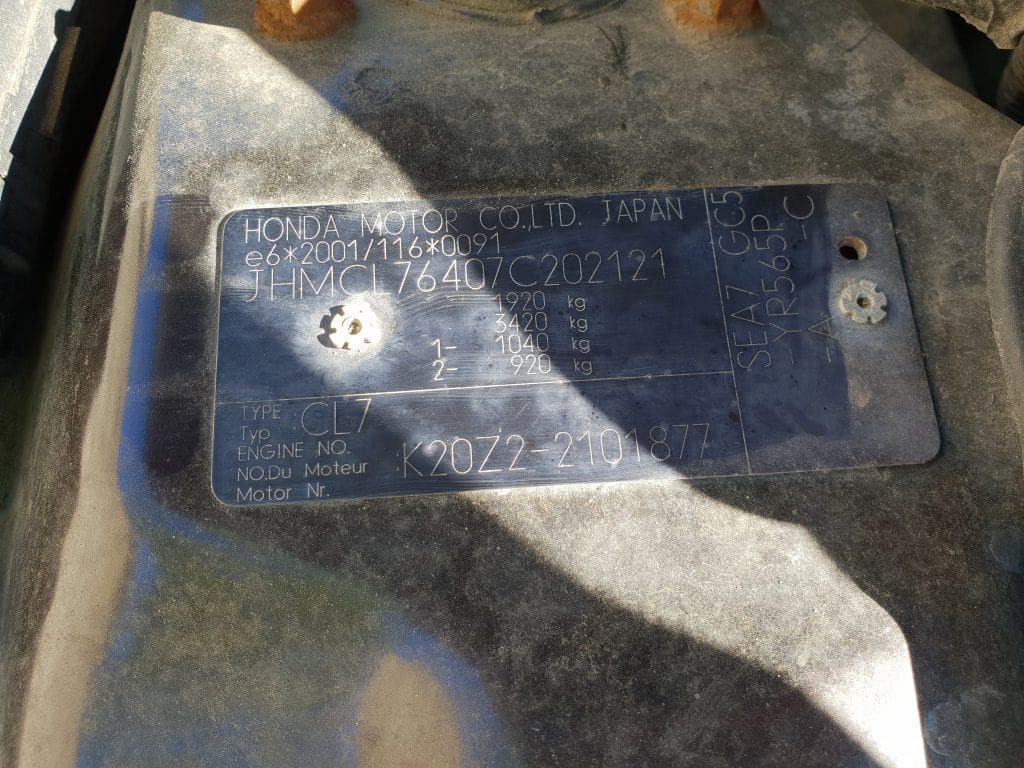 HONDA MOTOR CO.,LTD. JAPAN
e6*2001/116*0091
JHMCL76407C202121
1920 kg
3420 kg
1- 1040 kg
2- 920 kg
TYPE
Typ CL7
ENGINE NO.
NO.Du Moteur K20Z2-2101877
Motor Nr.
SEA7 GC5
-YR565P
-A -C